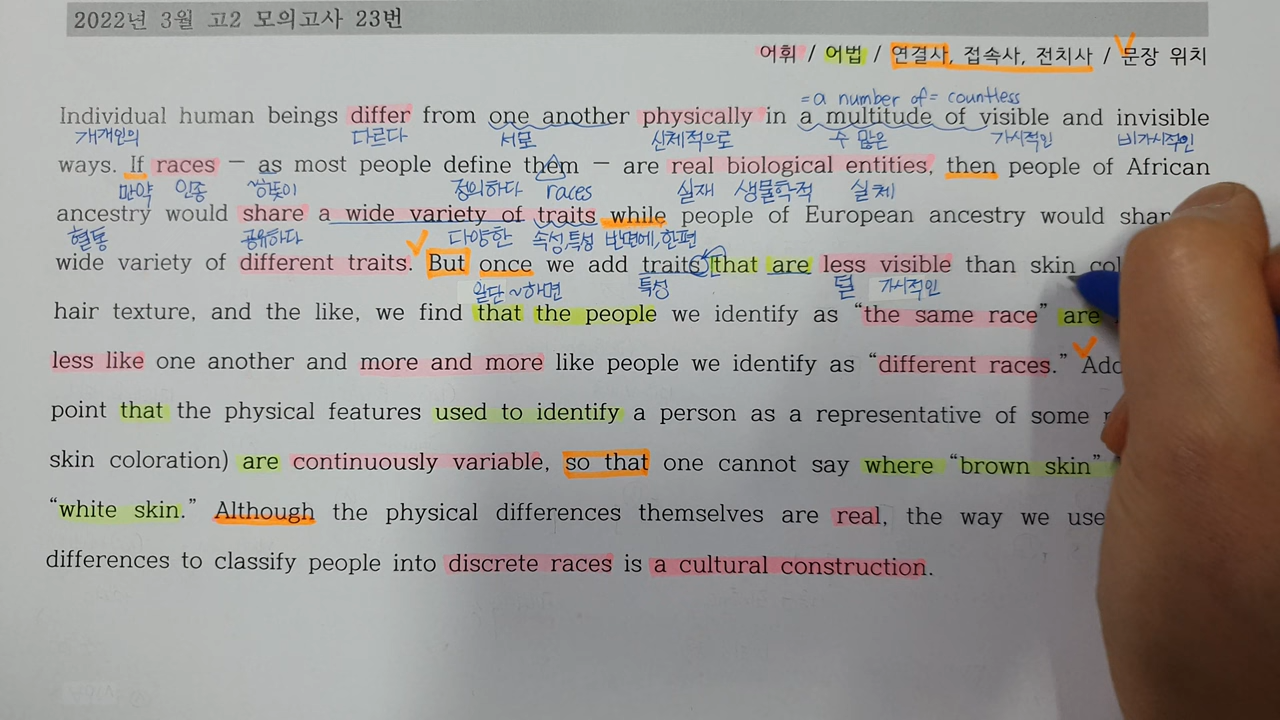 2022년 3월 고2 모의고사 23번
어휘 / 어법 / 연결사, 접속사, 전치사 / 문장 위치
= a number of = countless
Individual human beings differ from one another physically in a multitude of visible and invisible
개개인의 다르다 서로 신체적으로 수 많은 가시적인 비가시적인
ways. If races — as most people define them — are real biological entities, then people of African
만약 인종 ~하듯이 정의하다 races 실재 생물학적 실체
ancestry would share a wide variety of traits while people of European ancestry would
혈통 공유하다 다양한 속성, 특성 반면에, 한편
wide variety of different traits. But once we add traits that are less visible than skin
일단 ~하면 특성 덜 가시적인
hair texture, and the like, we find that the people we identify as “the same race” are
less like one another and more and more like people we identify as “different races.”
point that the physical features used to identify a person as a representative of some
skin coloration) are continuously variable, so that one cannot say where “brown skin”
“white skin.” Although the physical differences themselves are real, the way we use
differences to classify people into discrete races is a cultural construction.